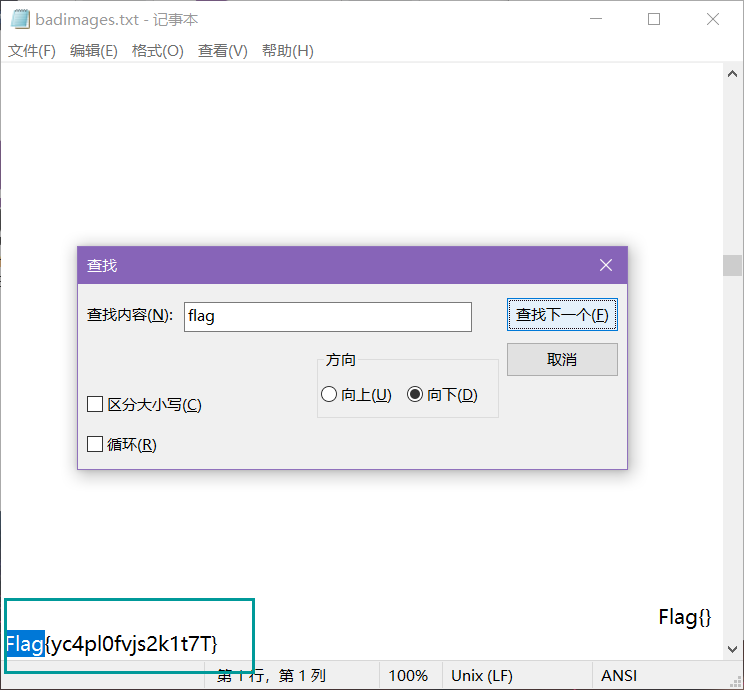 badimages.txt - 记事本
文件(F) 编辑(E) 格式(O) 查看(V) 帮助(H)
查找
查找内容(N): flag 查找下一个(F)
取消
方向
向上(U) 向下(D)
区分大小写(C)
循环(R)
Flag{}
Flag{yc4pl0fvjs2k1t7T}
第 1 行，第 1 列 100% Unix (LF) ANSI